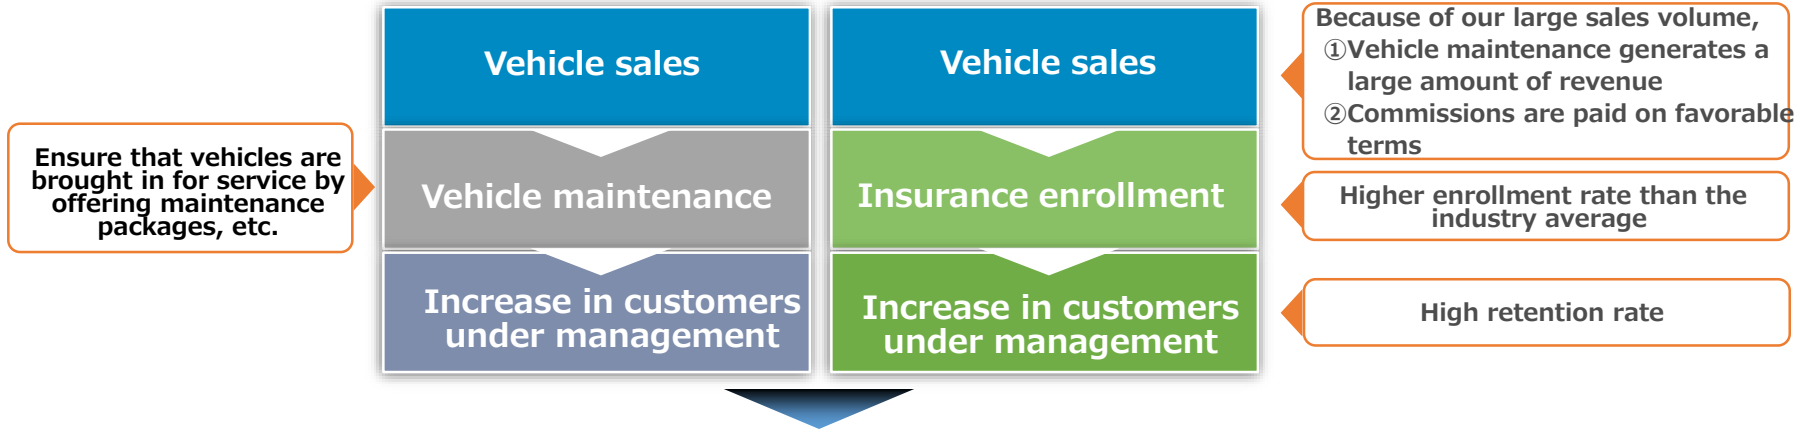 Ensure that vehicles are
brought in for service by
offering maintenance
packages, etc.
Vehicle sales
Vehicle maintenance
Increase in customers
under management
Vehicle sales
Insurance enrollment
Increase in customers
under management
Because of our large sales volume,
①Vehicle maintenance generates a
large amount of revenue
②Commissions are paid on favorable
terms
Higher enrollment rate than the
industry average
High retention rate